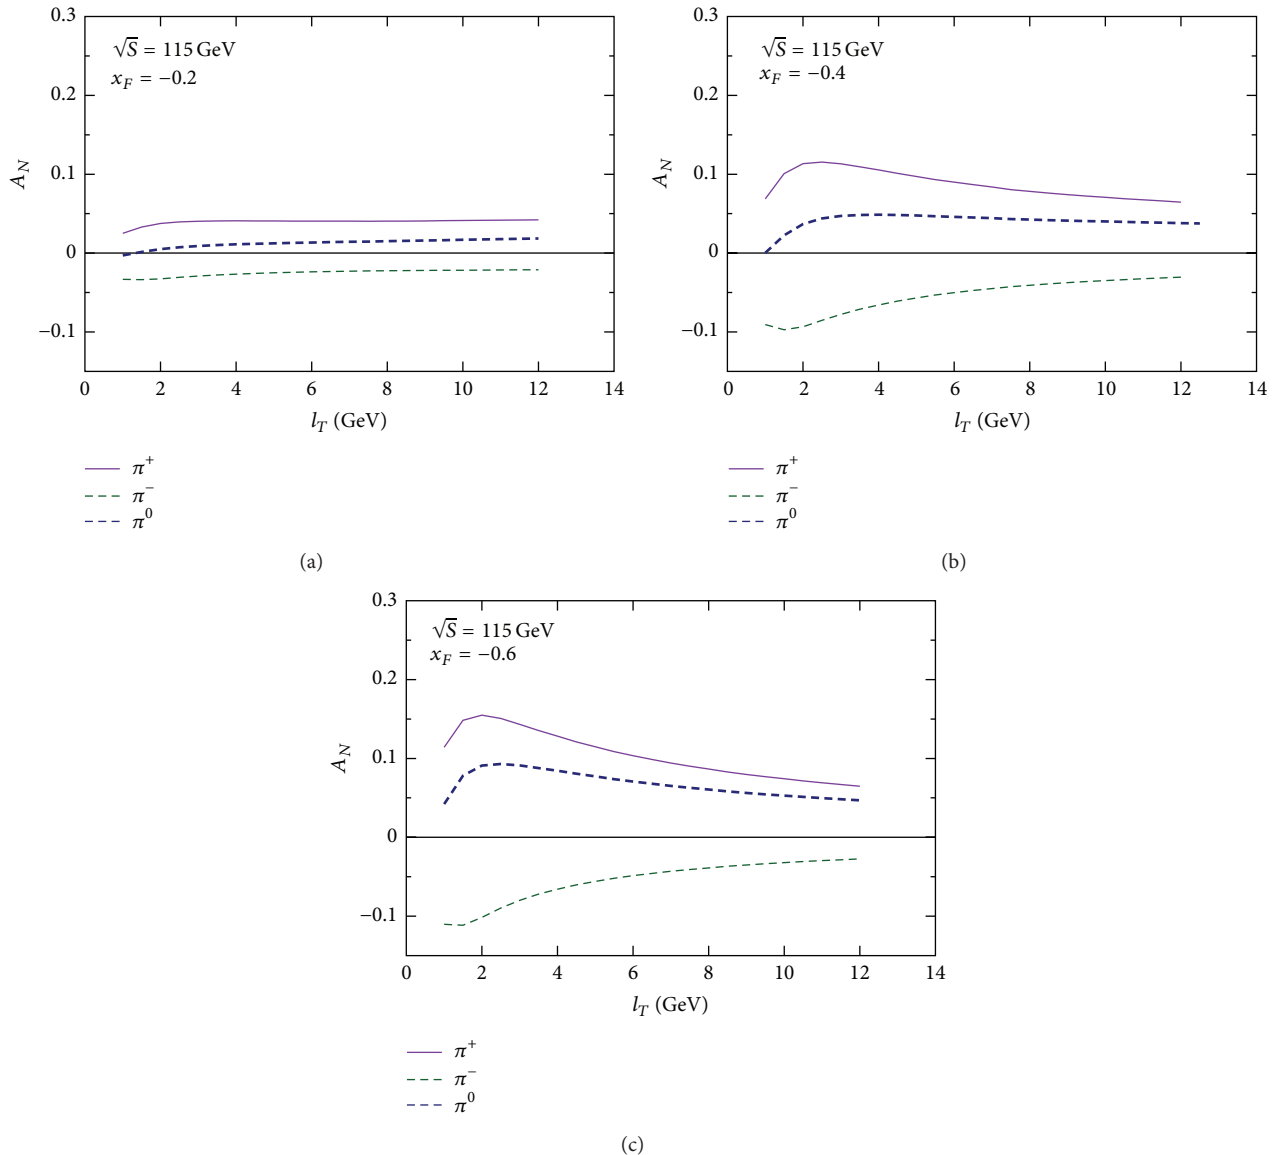 0.3
0.2
0.1
0
−0.1
A_N
√S = 115 GeV
x_F = −0.2
0 2 4 6 8 10 12 14
l_T (GeV)
π⁺
π⁻
π⁰
(a)
0.3
0.2
0.1
0
−0.1
A_N
√S = 115 GeV
x_F = −0.4
0 2 4 6 8 10 12 14
l_T (GeV)
π⁺
π⁻
π⁰
(b)
0.3
0.2
0.1
0
−0.1
A_N
√S = 115 GeV
x_F = −0.6
0 2 4 6 8 10 12 14
l_T (GeV)
π⁺
π⁻
π⁰
(c)